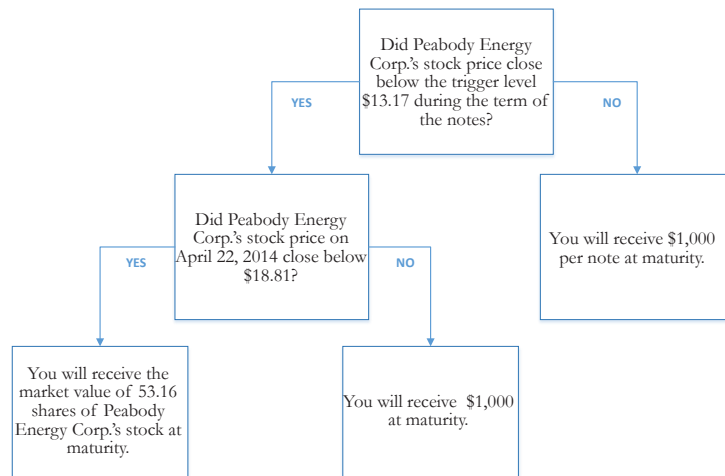 Did Peabody Energy
Corp.'s stock price close
below the trigger level
$13.17 during the term of
the notes?
YES
NO
Did Peabody Energy
Corp.'s stock price on
April 22, 2014 close below
$18.81?
You will receive $1,000
per note at maturity.
YES
NO
You will receive the
market value of 53.16
shares of Peabody
Energy Corp.'s stock at
maturity.
You will receive $1,000
at maturity.